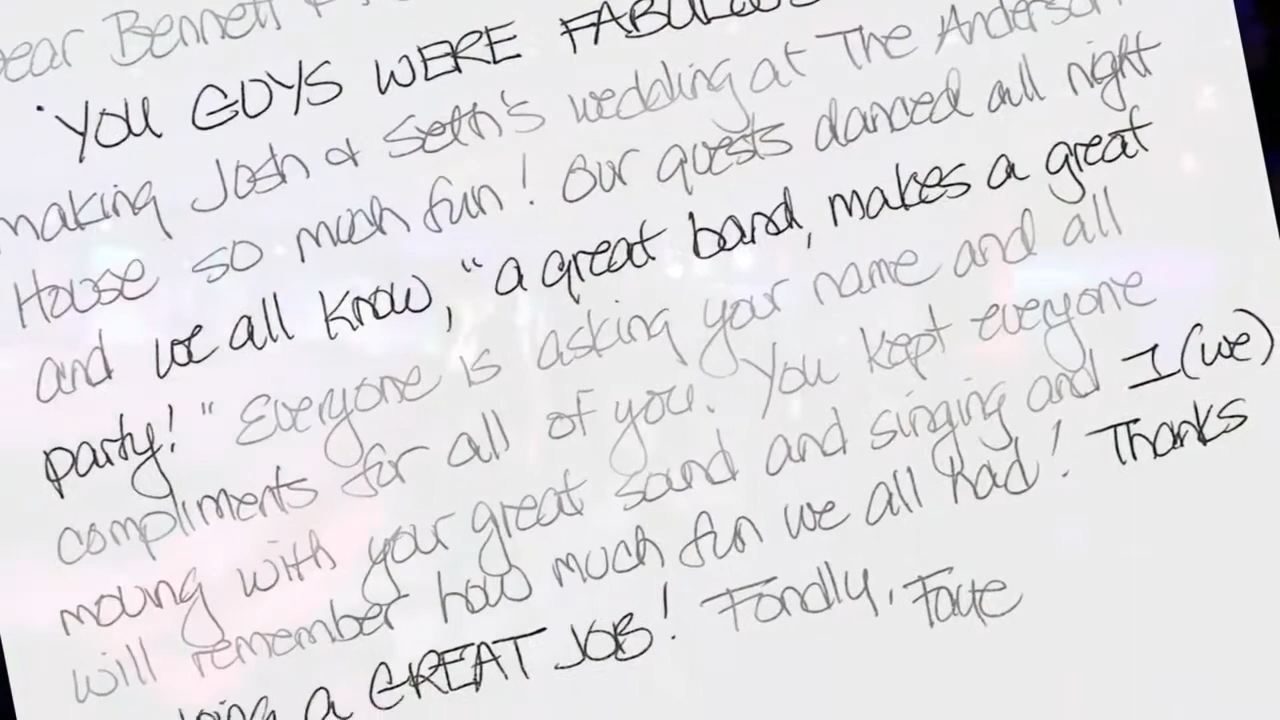 Dear Bennett
YOU GUYS WERE FABULOUS
making Josh & Seth's wedding at The Anderson
House so much fun! Our guests danced all night
and we all know, "a great band, makes a great
party!" Everyone is asking your name and all
compliments for all of you. You kept everyone
moving with your great sound and singing and I (we)
will remember how much fun we all had! Thanks
a GREAT JOB! Fondly, Faye